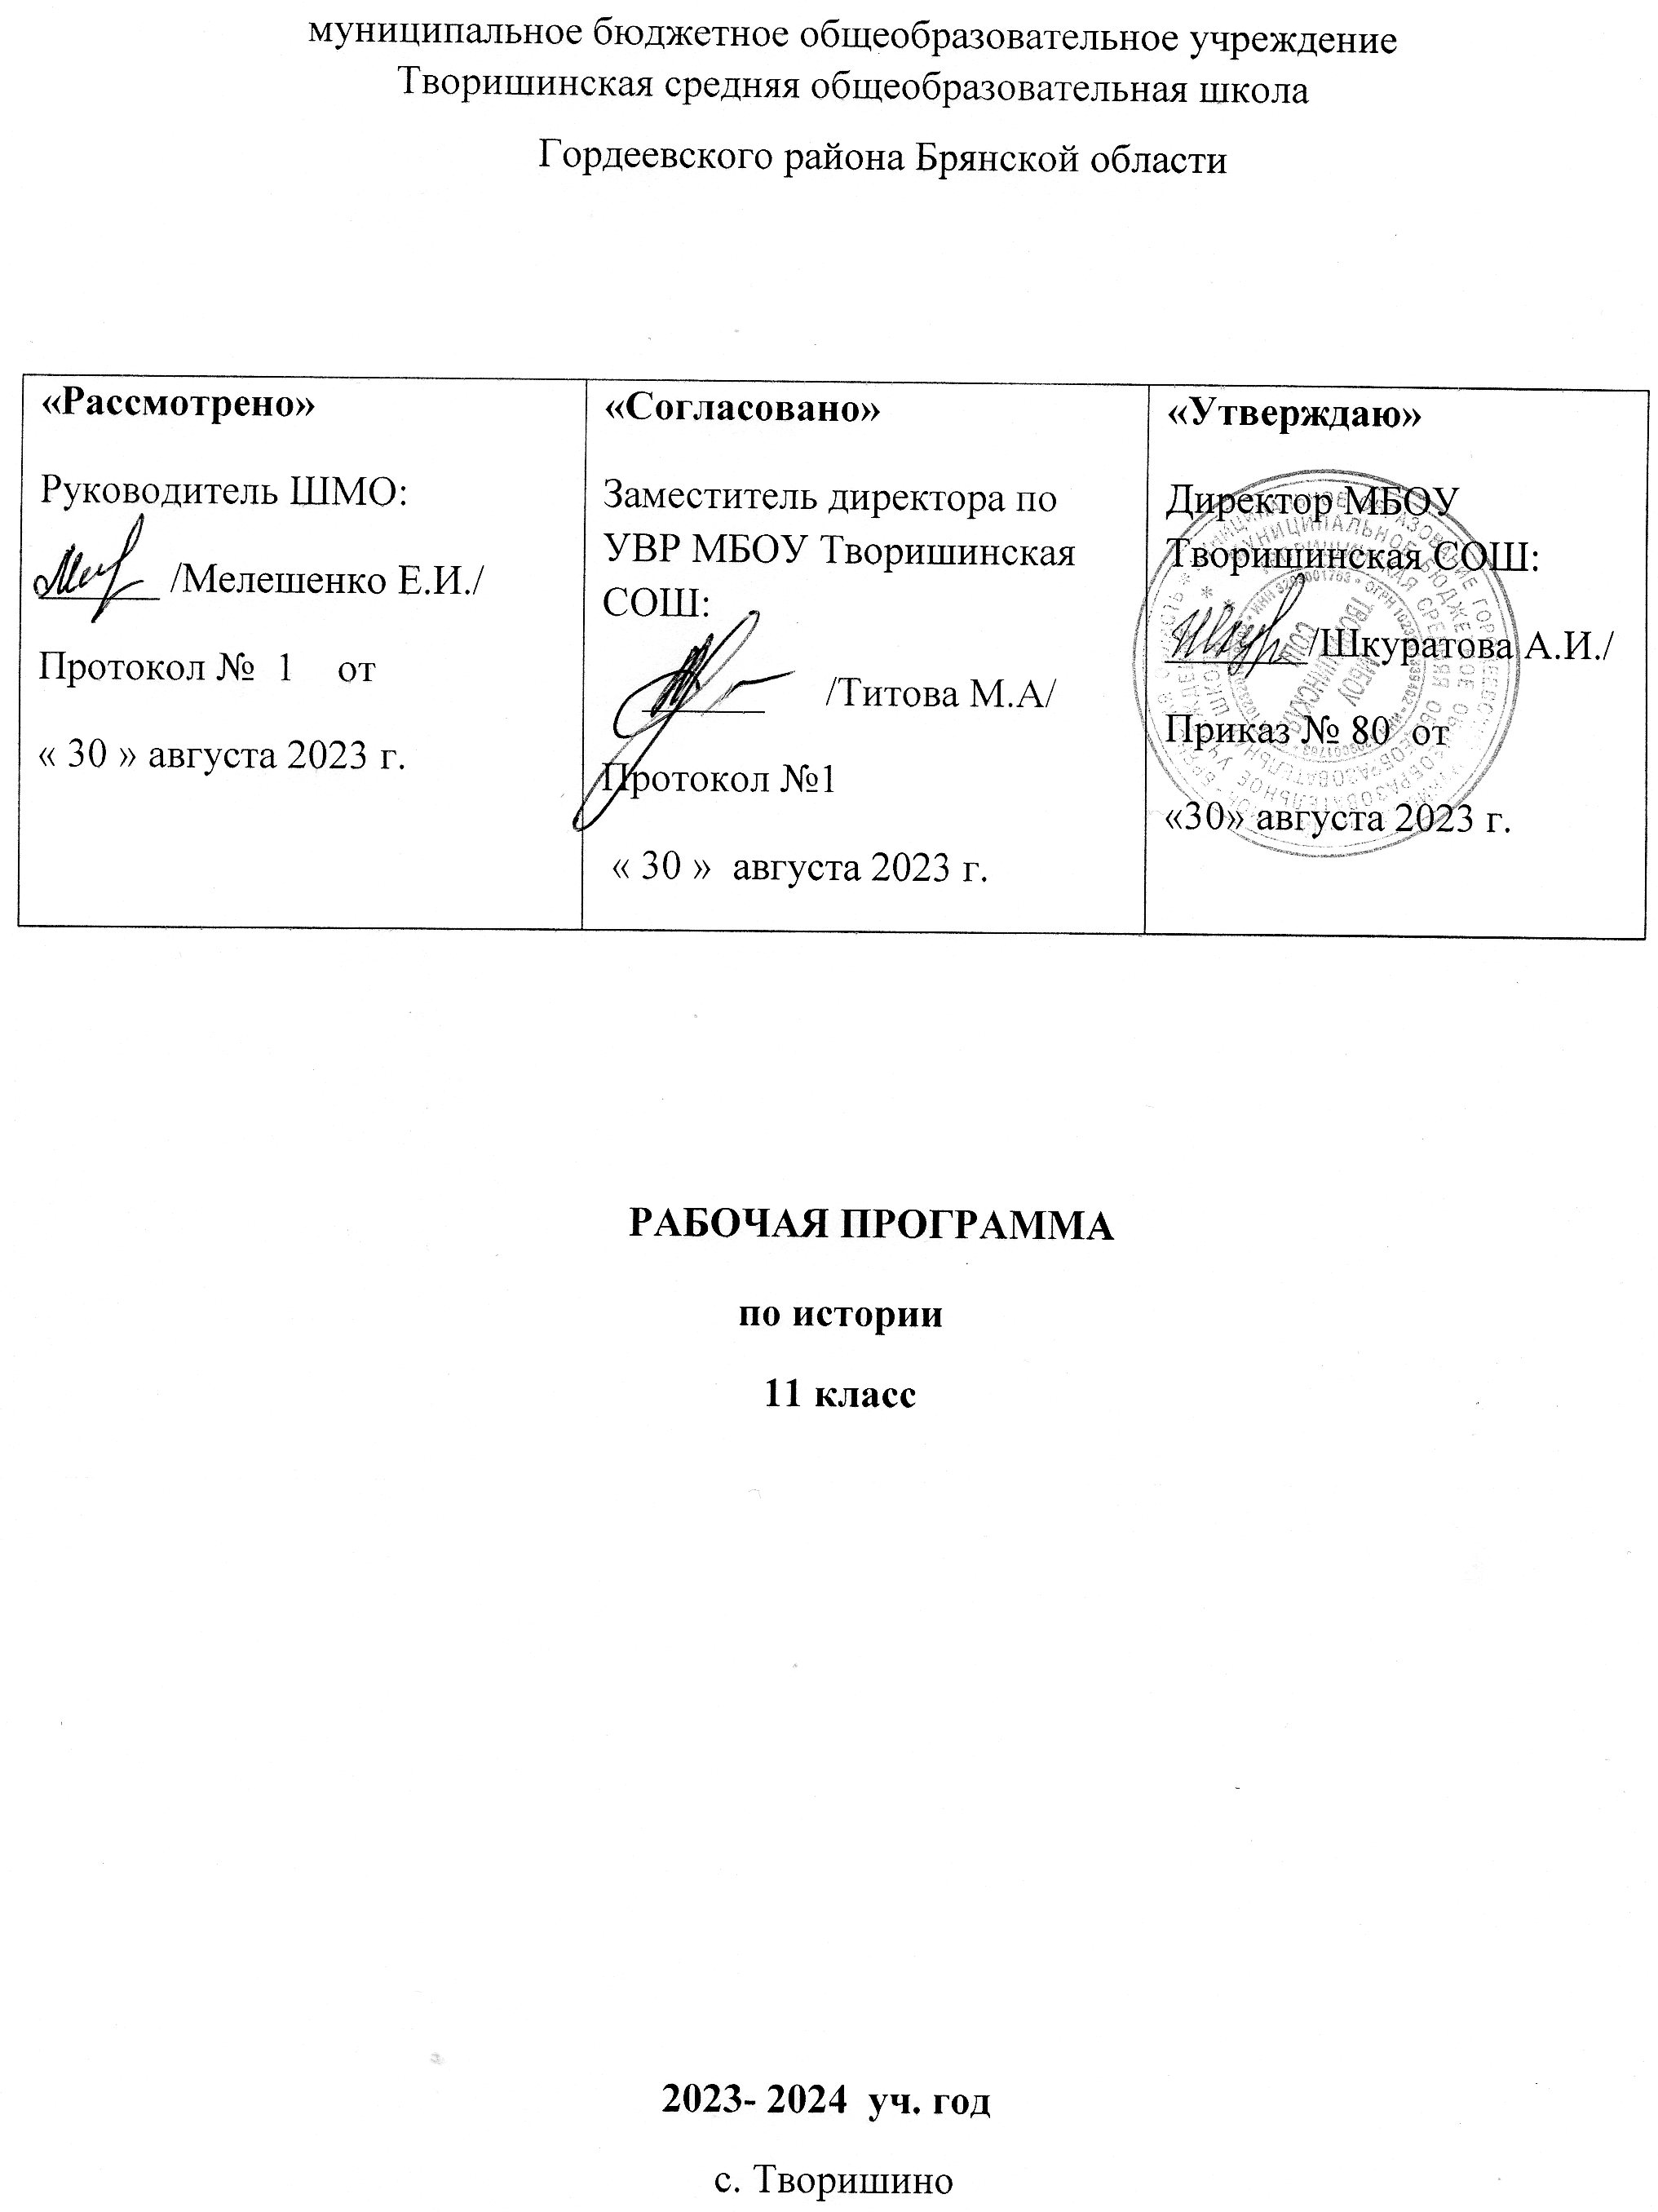 муниципальное бюджетное общеобразовательное учреждение
Творишинская средняя общеобразовательная школа
Гордеевского района Брянской области
«Рассмотрено»
Руководитель ШМО:
/Мелешенко Е.И./
Протокол № 1 от
« 30 » августа 2023 г.
«Согласовано»
Заместитель директора по
УВР МБОУ Творишинская
СОШ:
/Титова М.А/
Протокол №1
« 30 » августа 2023 г.
«Утверждаю»
Директор МБОУ
Творишинская СОШ:
/Шкуратова А.И./
Приказ № 80 от
«30» августа 2023 г.
РАБОЧАЯ ПРОГРАММА
по истории
11 класс
2023- 2024 уч. год
с. Творишино